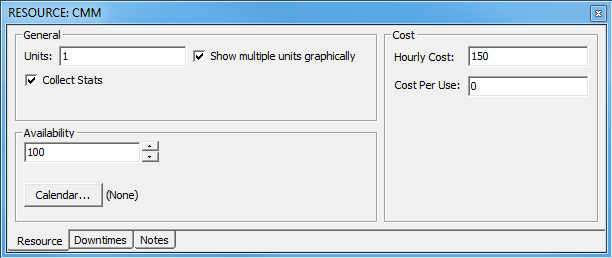 RESOURCE: CMM
General
Units: 1 Show multiple units graphically
Collect Stats
Availability
100
Calendar... (None)
Cost
Hourly Cost: 150
Cost Per Use: 0
Resource Downtimes Notes